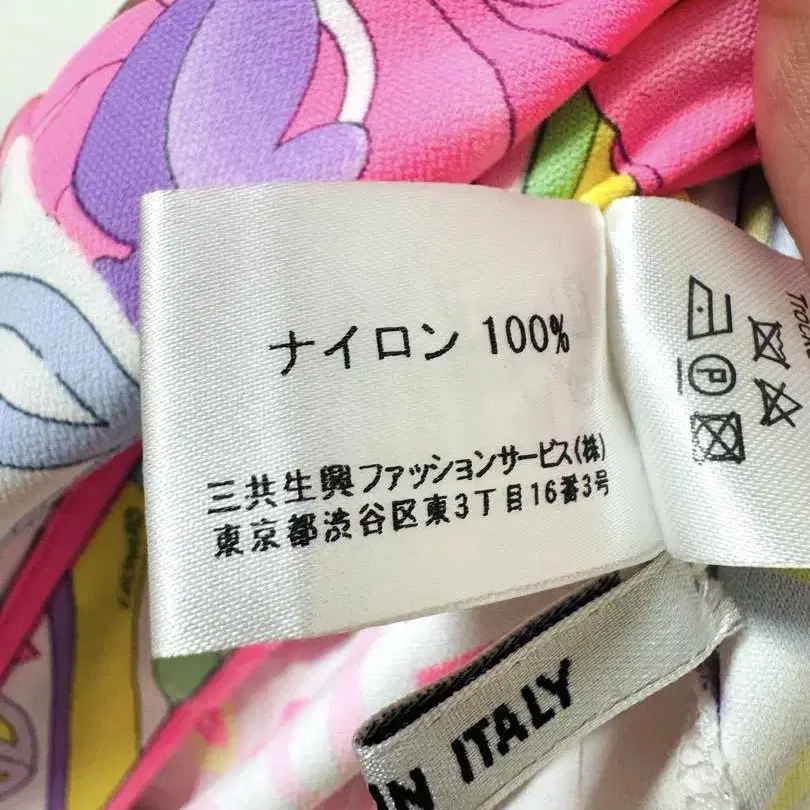 ナイロン 100%
三共生興ファッションサービス(株)
東京都渋谷区東3丁目16番3号
IN ITALY